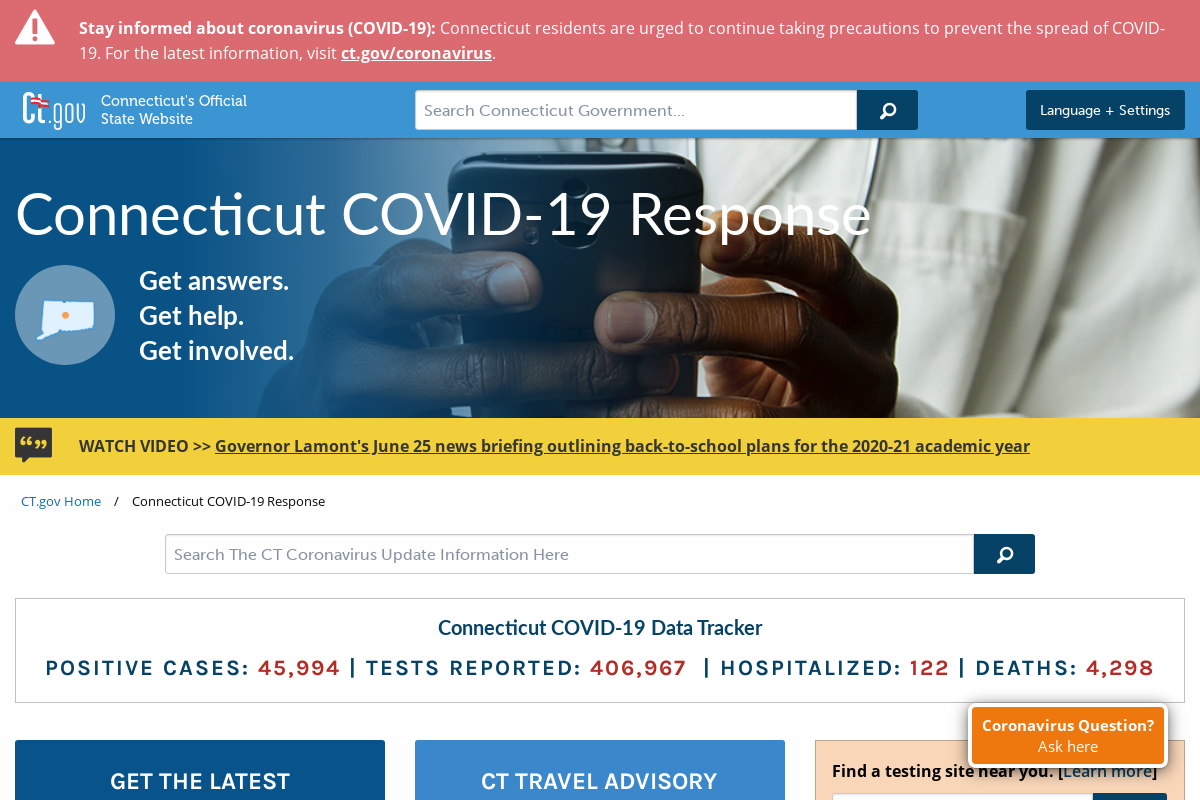 Stay informed about coronavirus (COVID-19): Connecticut residents are urged to continue taking precautions to prevent the spread of COVID-
19. For the latest information, visit ct.gov/coronavirus.
Ct.gov
Connecticut's Official
State Website
Search Connecticut Government...
Language + Settings
Connecticut COVID-19 Response
Get answers.
Get help.
Get involved.
WATCH VIDEO >> Governor Lamont's June 25 news briefing outlining back-to-school plans for the 2020-21 academic year
CT.gov Home / Connecticut COVID-19 Response
Search The CT Coronavirus Update Information Here
Connecticut COVID-19 Data Tracker
POSITIVE CASES: 45,994 | TESTS REPORTED: 406,967 | HOSPITALIZED: 122 | DEATHS: 4,298
Coronavirus Question?
Ask here
GET THE LATEST
CT TRAVEL ADVISORY
Find a testing site near you. [Learn more]